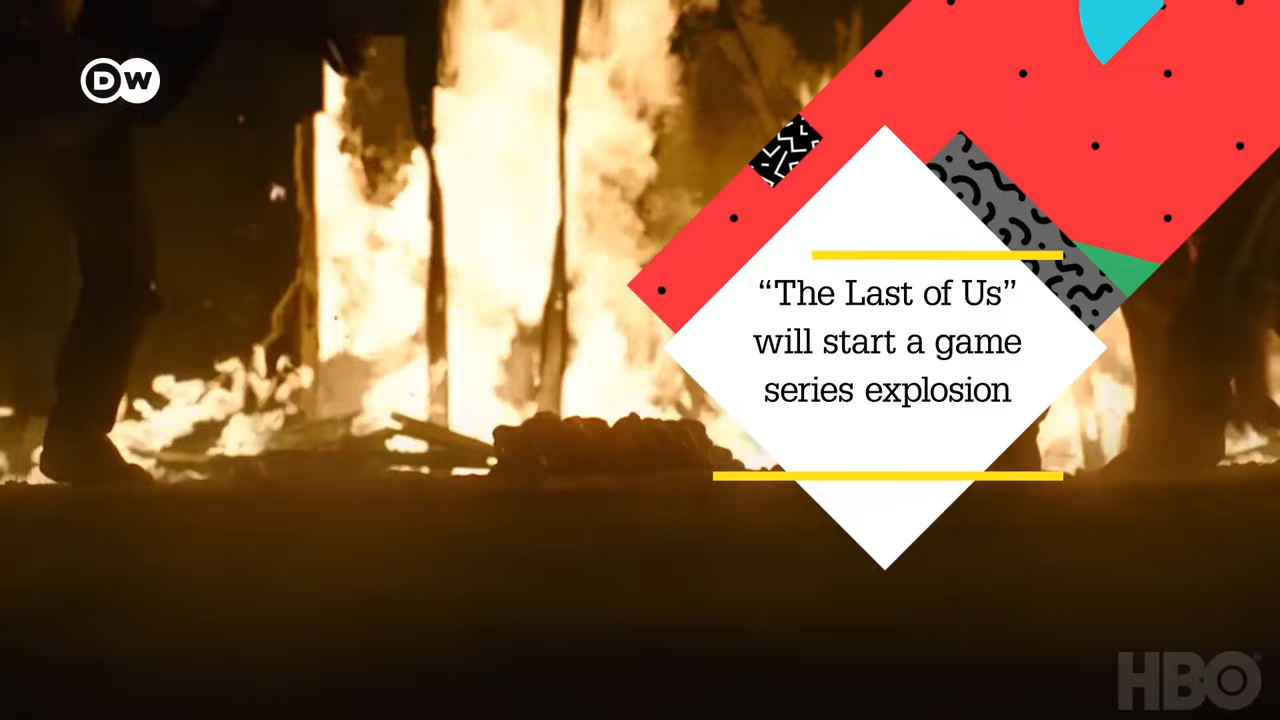 DW
“The Last of Us”
will start a game
series explosion
HBO